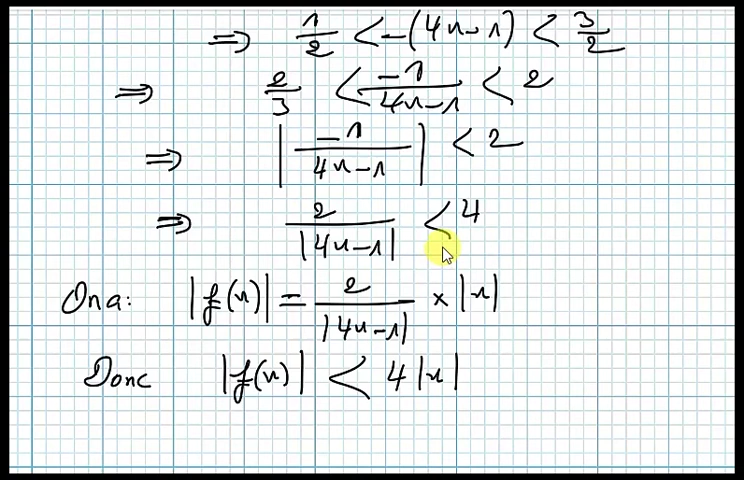 ⇒ 1/2 < -(4x-1) < 3/2
⇒ 2/3 < -1/(4x-1) < 2
⇒ |-1/(4x-1)| < 2
⇒ 2/|4x-1| < 4
On a: |f(x)| = 2/|4x-1| × |x|
Donc |f(x)| < 4|x|